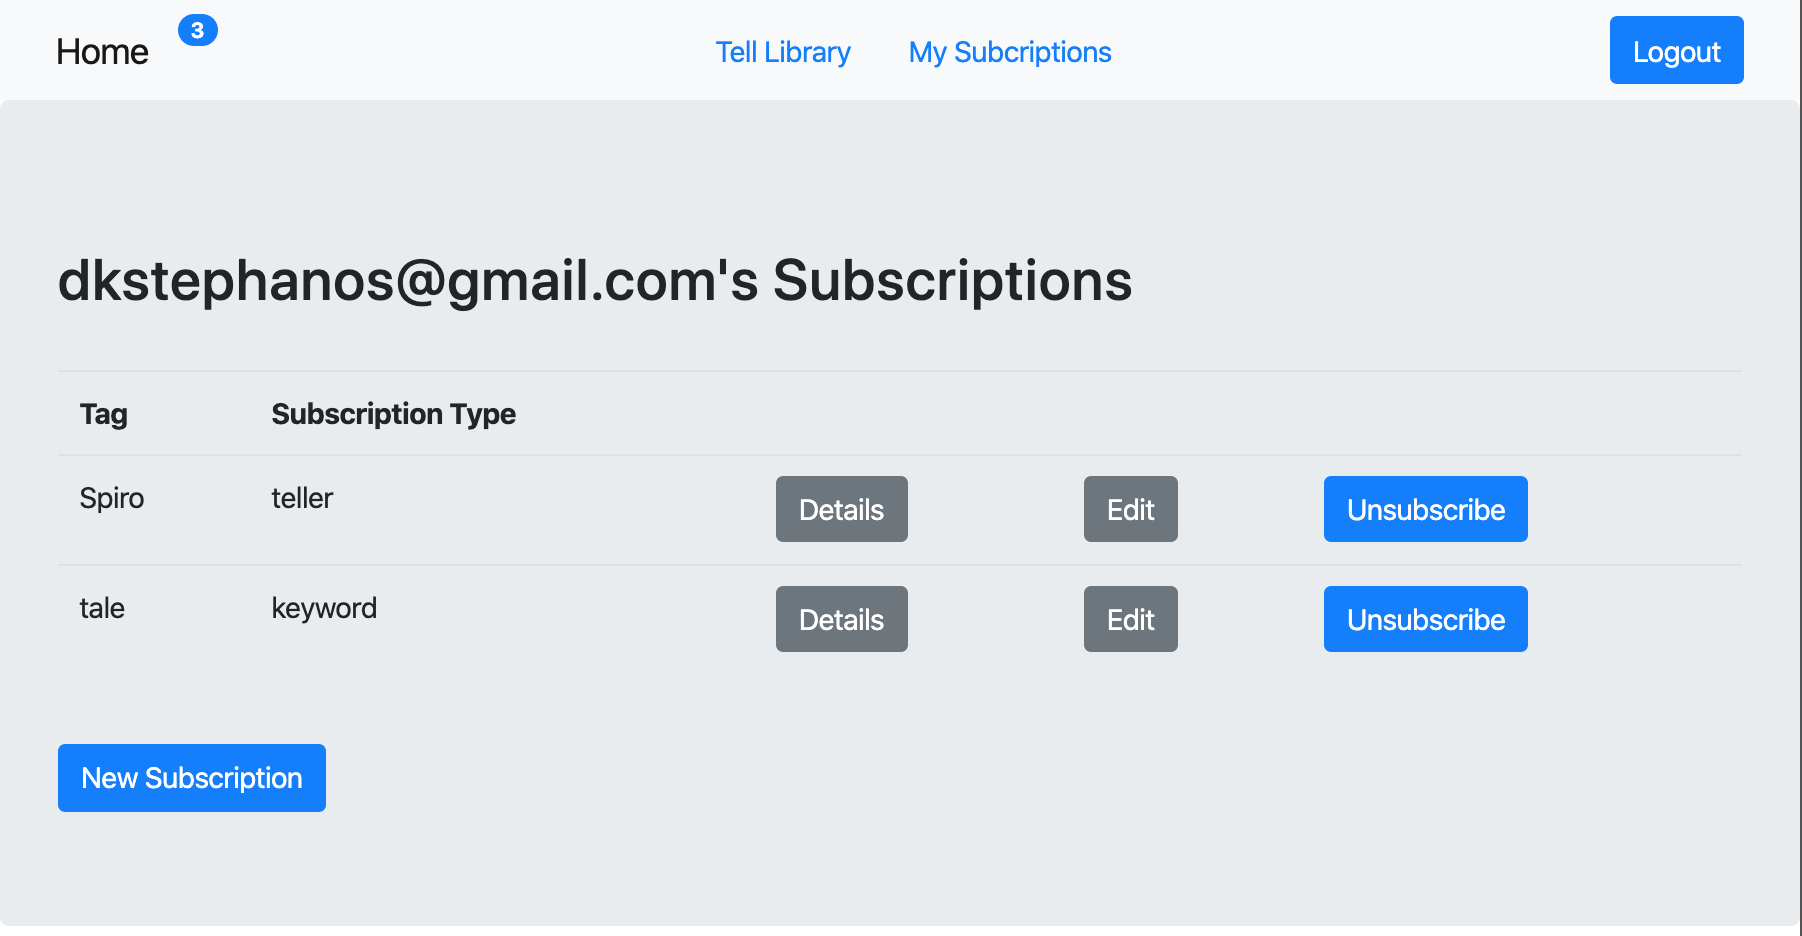 Home 3 Tell Library My Subcriptions Logout
dkstephanos@gmail.com's Subscriptions
Tag Subscription Type
Spiro teller Details Edit Unsubscribe
tale keyword Details Edit Unsubscribe
New Subscription